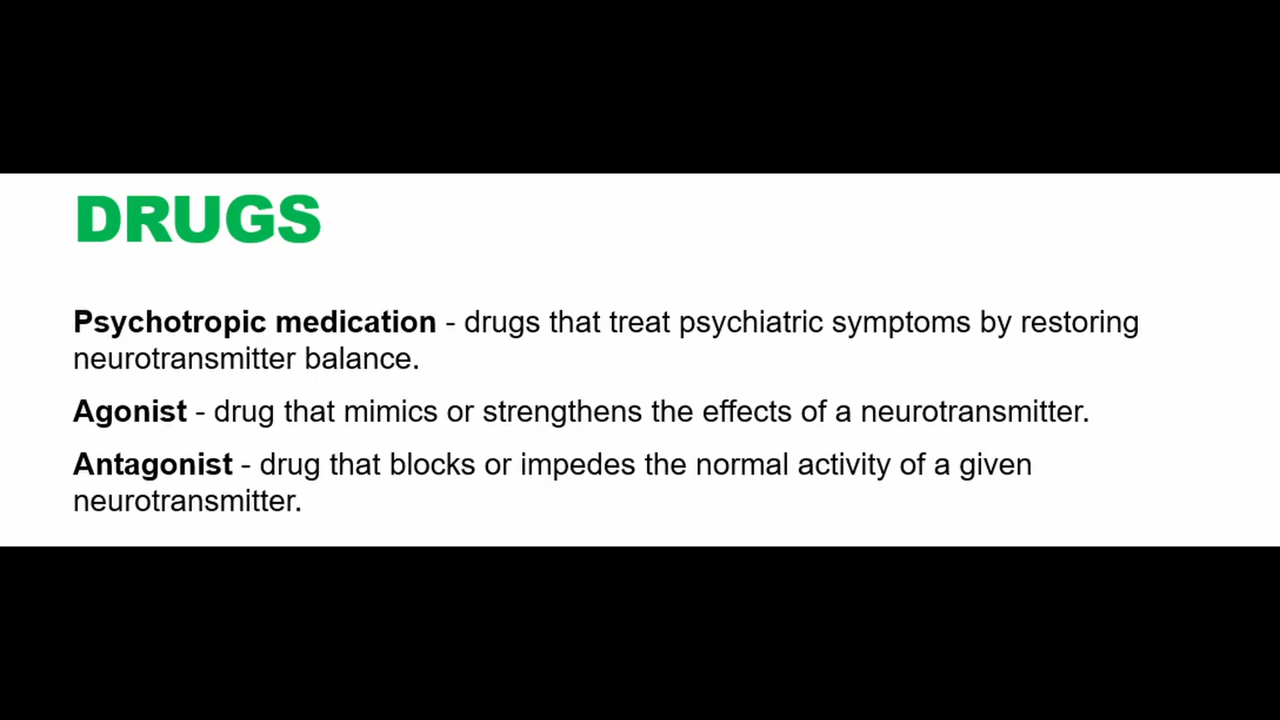 DRUGS
Psychotropic medication - drugs that treat psychiatric symptoms by restoring
neurotransmitter balance.
Agonist - drug that mimics or strengthens the effects of a neurotransmitter.
Antagonist - drug that blocks or impedes the normal activity of a given
neurotransmitter.